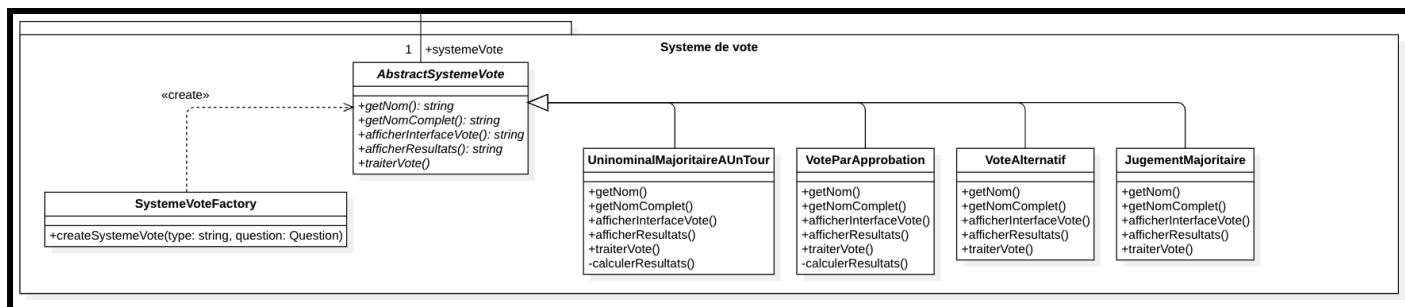 Systeme de vote
1 +systemeVote
AbstractSystemeVote
+getNom(): string
+getNomComplet(): string
+afficherInterfaceVote(): string
+afficherResultats(): string
+traiterVote()
«create»
SystemeVoteFactory
+createSystemeVote(type: string, question: Question)
UninominalMajoritaireAUnTour
+getNom()
+getNomComplet()
+afficherInterfaceVote()
+afficherResultats()
+traiterVote()
-calculerResultats()
VoteParApprobation
+getNom()
+getNomComplet()
+afficherInterfaceVote()
+afficherResultats()
+traiterVote()
-calculerResultats()
VoteAlternatif
+getNom()
+getNomComplet()
+afficherInterfaceVote()
+afficherResultats()
+traiterVote()
JugementMajoritaire
+getNom()
+getNomComplet()
+afficherInterfaceVote()
+afficherResultats()
+traiterVote()